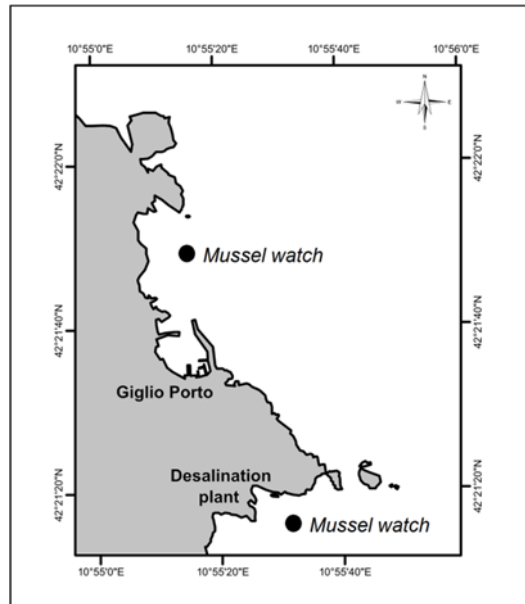 10°55'0"E 10°55'20"E 10°55'40"E 10°56'0"E
N
W E
S
42°22'0"N 42°22'0"N
Mussel watch
42°21'40"N 42°21'40"N
Giglio Porto
Desalination
plant
42°21'20"N 42°21'20"N
Mussel watch
10°55'0"E 10°55'20"E 10°55'40"E